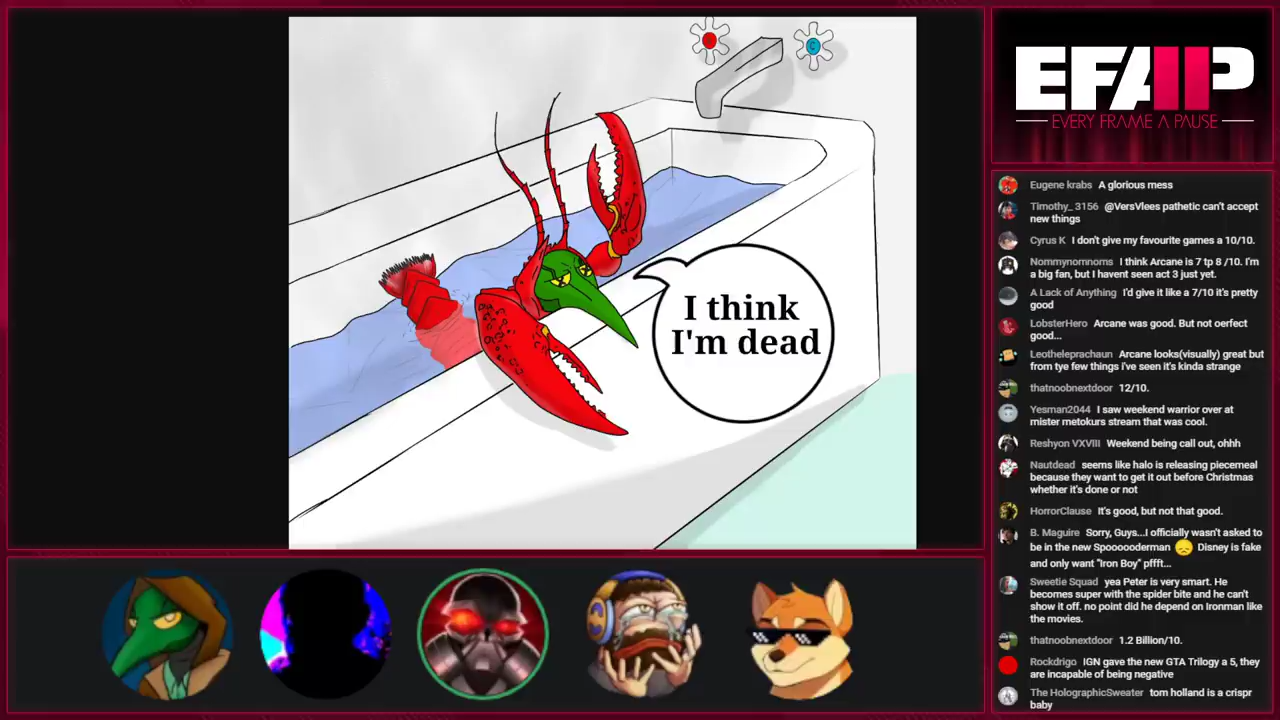 I think
I'm dead
EFAP
EVERY FRAME A PAUSE
Eugene krabs A glorious mess
Timothy_ 3156 @VersVlees pathetic can't accept
new things
Cyrus K I don't give my favourite games a 10/10.
Nommynomnoms I think Arcane is 7 tp 8 /10. I'm
a big fan, but I havent seen act 3 just yet.
A Lack of Anything I'd give it like a 7/10 it's pretty
good
LobsterHero Arcane was good. But not oerfect
good...
Leotheleprachaun Arcane looks(visually) great but
from tye few things i've seen it's kinda strange
thatnoobnextdoor 12/10.
Yesman2044 I saw weekend warrior over at
mister metokurs stream that was cool.
Reshyon VXVIII Weekend being call out, ohhh
Nautdead seems like halo is releasing piecemeal
because they want to get it out before Christmas
whether it's done or not
HorrorClause It's good, but not that good.
B. Maguire Sorry, Guys...I officially wasn't asked to
be in the new Spoooooderman 😞 Disney is fake
and only want "Iron Boy" pffft...
Sweetie Squad yea Peter is very smart. He
becomes super with the spider bite and he can't
show it off. no point did he depend on Ironman like
the movies.
thatnoobnextdoor 1.2 Billion/10.
Rockdrigo IGN gave the new GTA Trilogy a 5, they
are incapable of being negative
The HolographicSweater tom holland is a crispr
baby